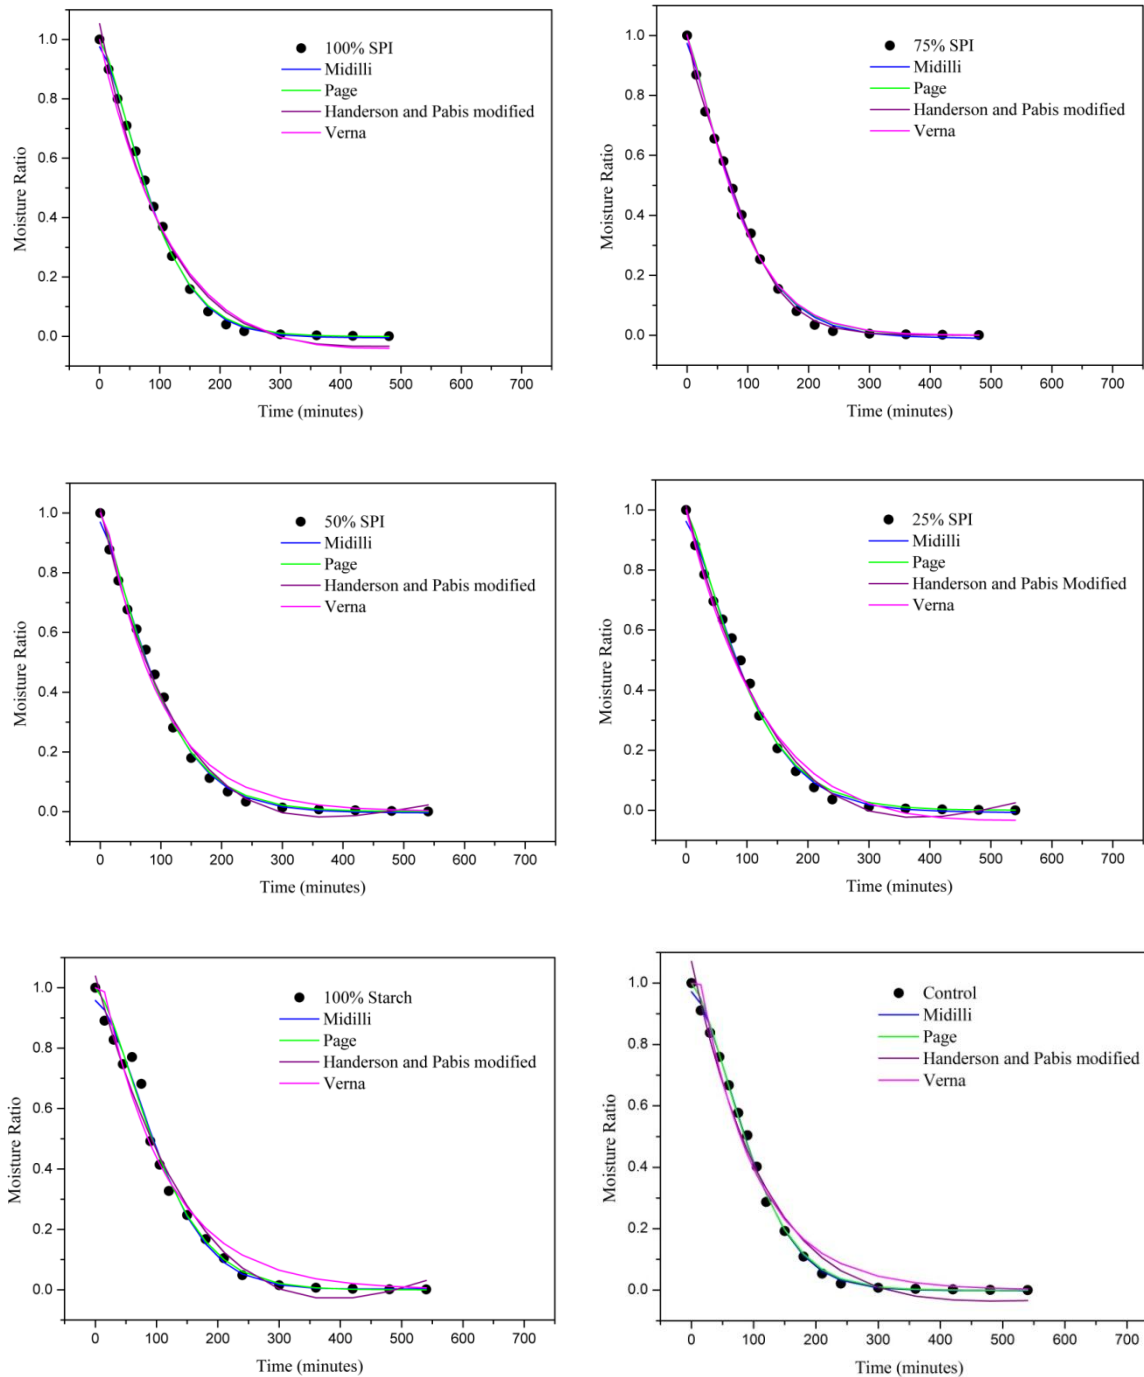 1.0
0.8
0.6
0.4
0.2
0.0
Moisture Ratio
100% SPI
Midilli
Page
Handerson and Pabis modified
Verna
0 100 200 300 400 500 600 700
Time (minutes)
1.0
0.8
0.6
0.4
0.2
0.0
Moisture Ratio
75% SPI
Midilli
Page
Handerson and Pabis modified
Verna
0 100 200 300 400 500 600 700
Time (minutes)
1.0
0.8
0.6
0.4
0.2
0.0
Moisture Ratio
50% SPI
Midilli
Page
Handerson and Pabis modified
Verna
0 100 200 300 400 500 600 700
Time (minutes)
1.0
0.8
0.6
0.4
0.2
0.0
Moisture Ratio
25% SPI
Midilli
Page
Handerson and Pabis Modified
Verna
0 100 200 300 400 500 600 700
Time (minutes)
1.0
0.8
0.6
0.4
0.2
0.0
Moisture Ratio
100% Starch
Midilli
Page
Handerson and Pabis modified
Verna
0 100 200 300 400 500 600 700
Time (minutes)
1.0
0.8
0.6
0.4
0.2
0.0
Moisture Ratio
Control
Midilli
Page
Handerson and Pabis modified
Verna
0 100 200 300 400 500 600 700
Time (minutes)